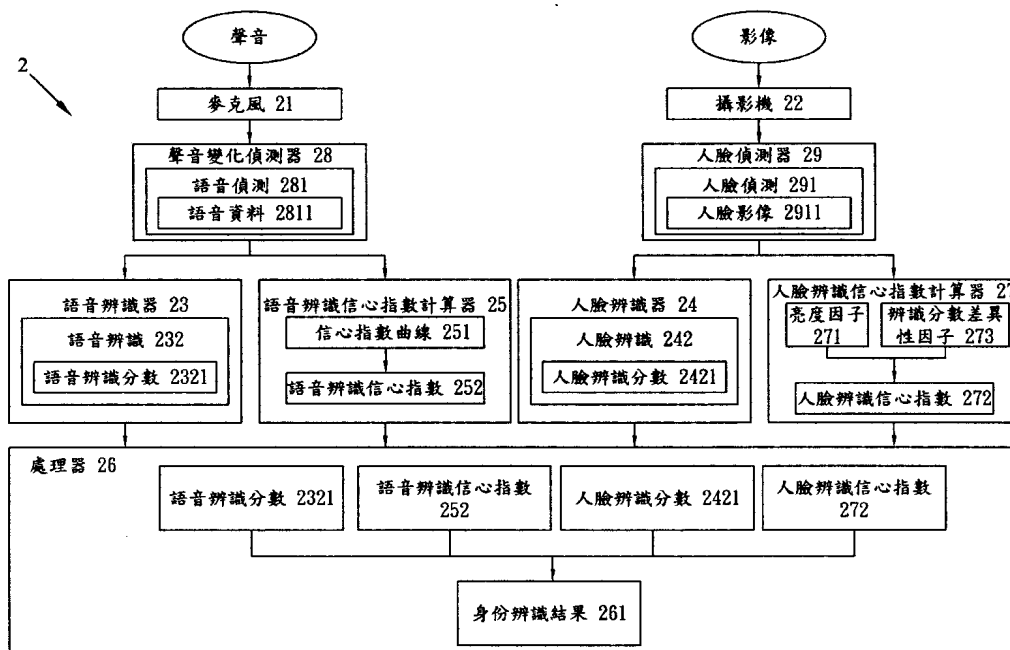 聲音
影像
2
麥克風 21
攝影機 22
聲音變化偵測器 28
語音偵測 281
語音資料 2811
人臉偵測器 29
人臉偵測 291
人臉影像 2911
語音辨識器 23
語音辨識 232
語音辨識分數 2321
語音辨識信心指數計算器 25
信心指數曲線 251
語音辨識信心指數 252
人臉辨識器 24
人臉辨識 242
人臉辨識分數 2421
人臉辨識信心指數計算器 27
亮度因子
271
辨識分數差異
性因子 273
人臉辨識信心指數 272
處理器 26
語音辨識分數 2321
語音辨識信心指數
252
人臉辨識分數 2421
人臉辨識信心指數
272
身份辨識結果 261